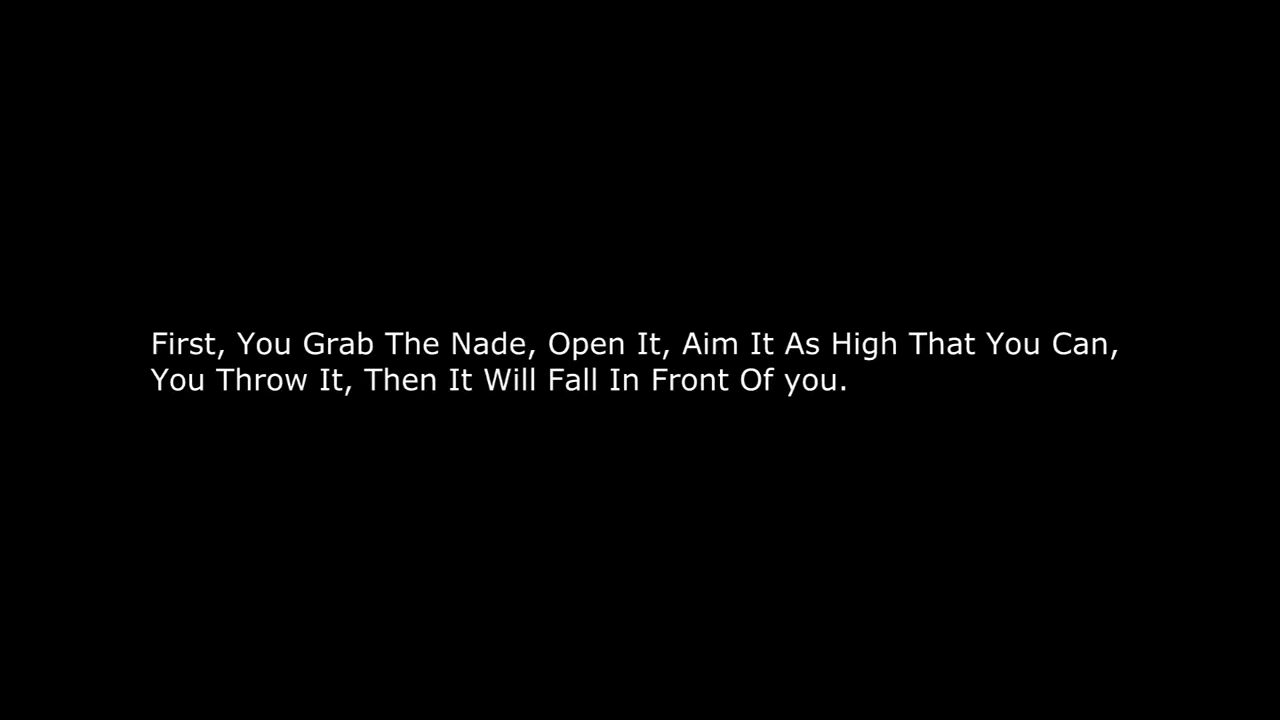 First, You Grab The Nade, Open It, Aim It As High That You Can,
You Throw It, Then It Will Fall In Front Of you.